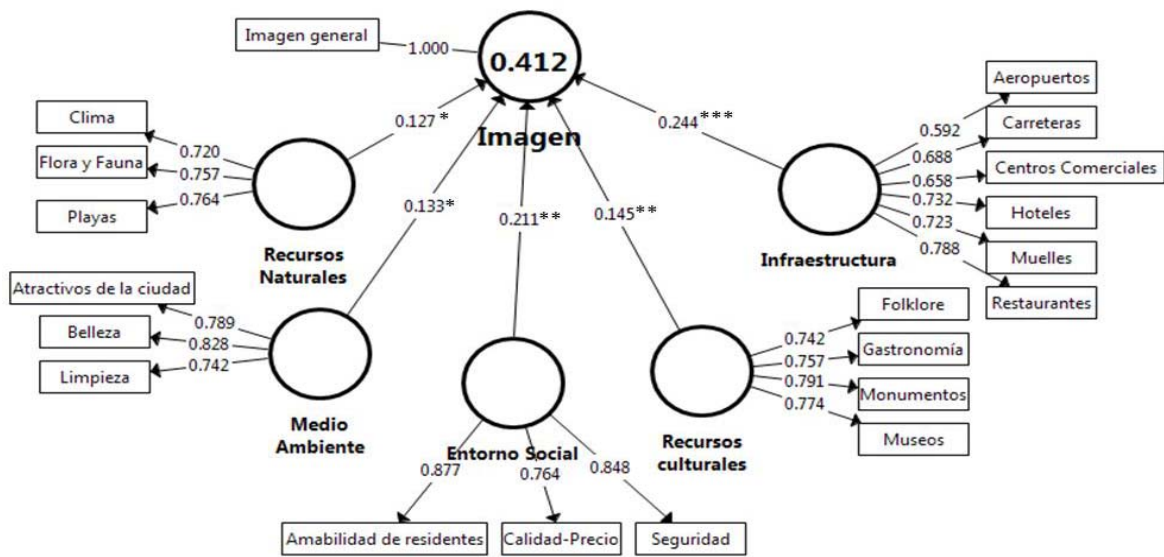 Imagen general
1.000
0.412
Imagen
0.127 *
0.133*
0.211**
0.145**
0.244***
Clima
Flora y Fauna
Playas
0.720
0.757
0.764
Recursos
Naturales
Atractivos de la ciudad
Belleza
Limpieza
0.789
0.828
0.742
Medio
Ambiente
Entorno Social
0.877
0.764
0.848
Amabilidad de residentes
Calidad-Precio
Seguridad
Recursos
culturales
0.742
0.757
0.791
0.774
Folklore
Gastronomía
Monumentos
Museos
Infraestructura
0.592
0.688
0.658
0.732
0.723
0.788
Aeropuertos
Carreteras
Centros Comerciales
Hoteles
Muelles
Restaurantes